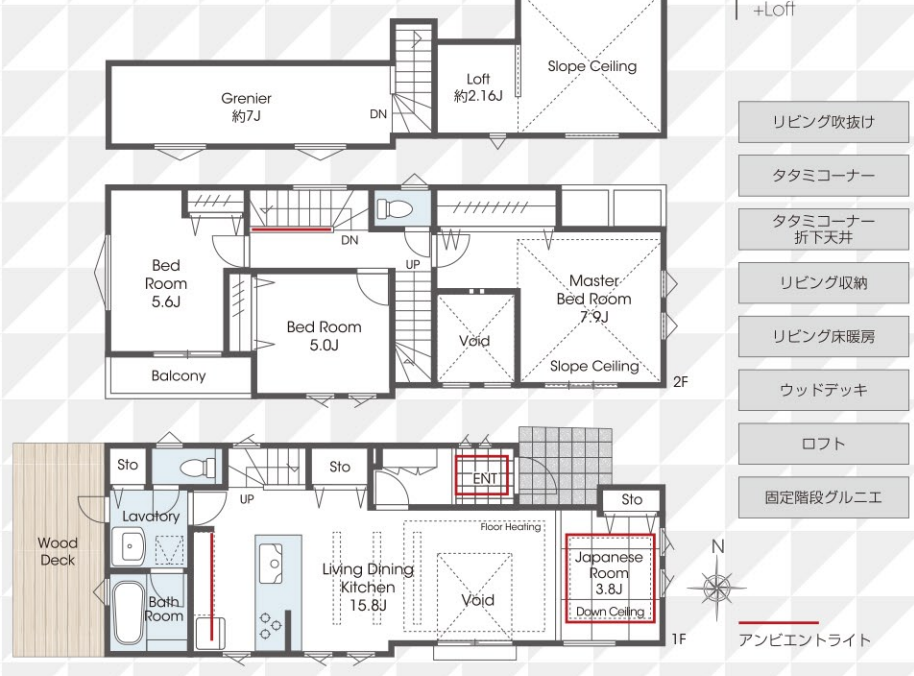 +Loft
Grenier
約7J
DN
Loft
約2.16J
Slope Ceiling
リビング吹抜け
タタミコーナー
タタミコーナー
折下天井
リビング収納
リビング床暖房
ウッドデッキ
ロフト
固定階段グルニエ
Bed
Room
5.6J
DN
UP
Bed Room
5.0J
Void
Master
Bed Room
7.9J
Slope Ceiling
Balcony
2F
Sto
UP
Sto
ENT
Sto
Lavatory
Wood
Deck
Bath
Room
Living Dining
Kitchen
15.8J
Floor Heating
Void
Japanese
Room
3.8J
Down Ceiling
1F
N
アンビエントライト